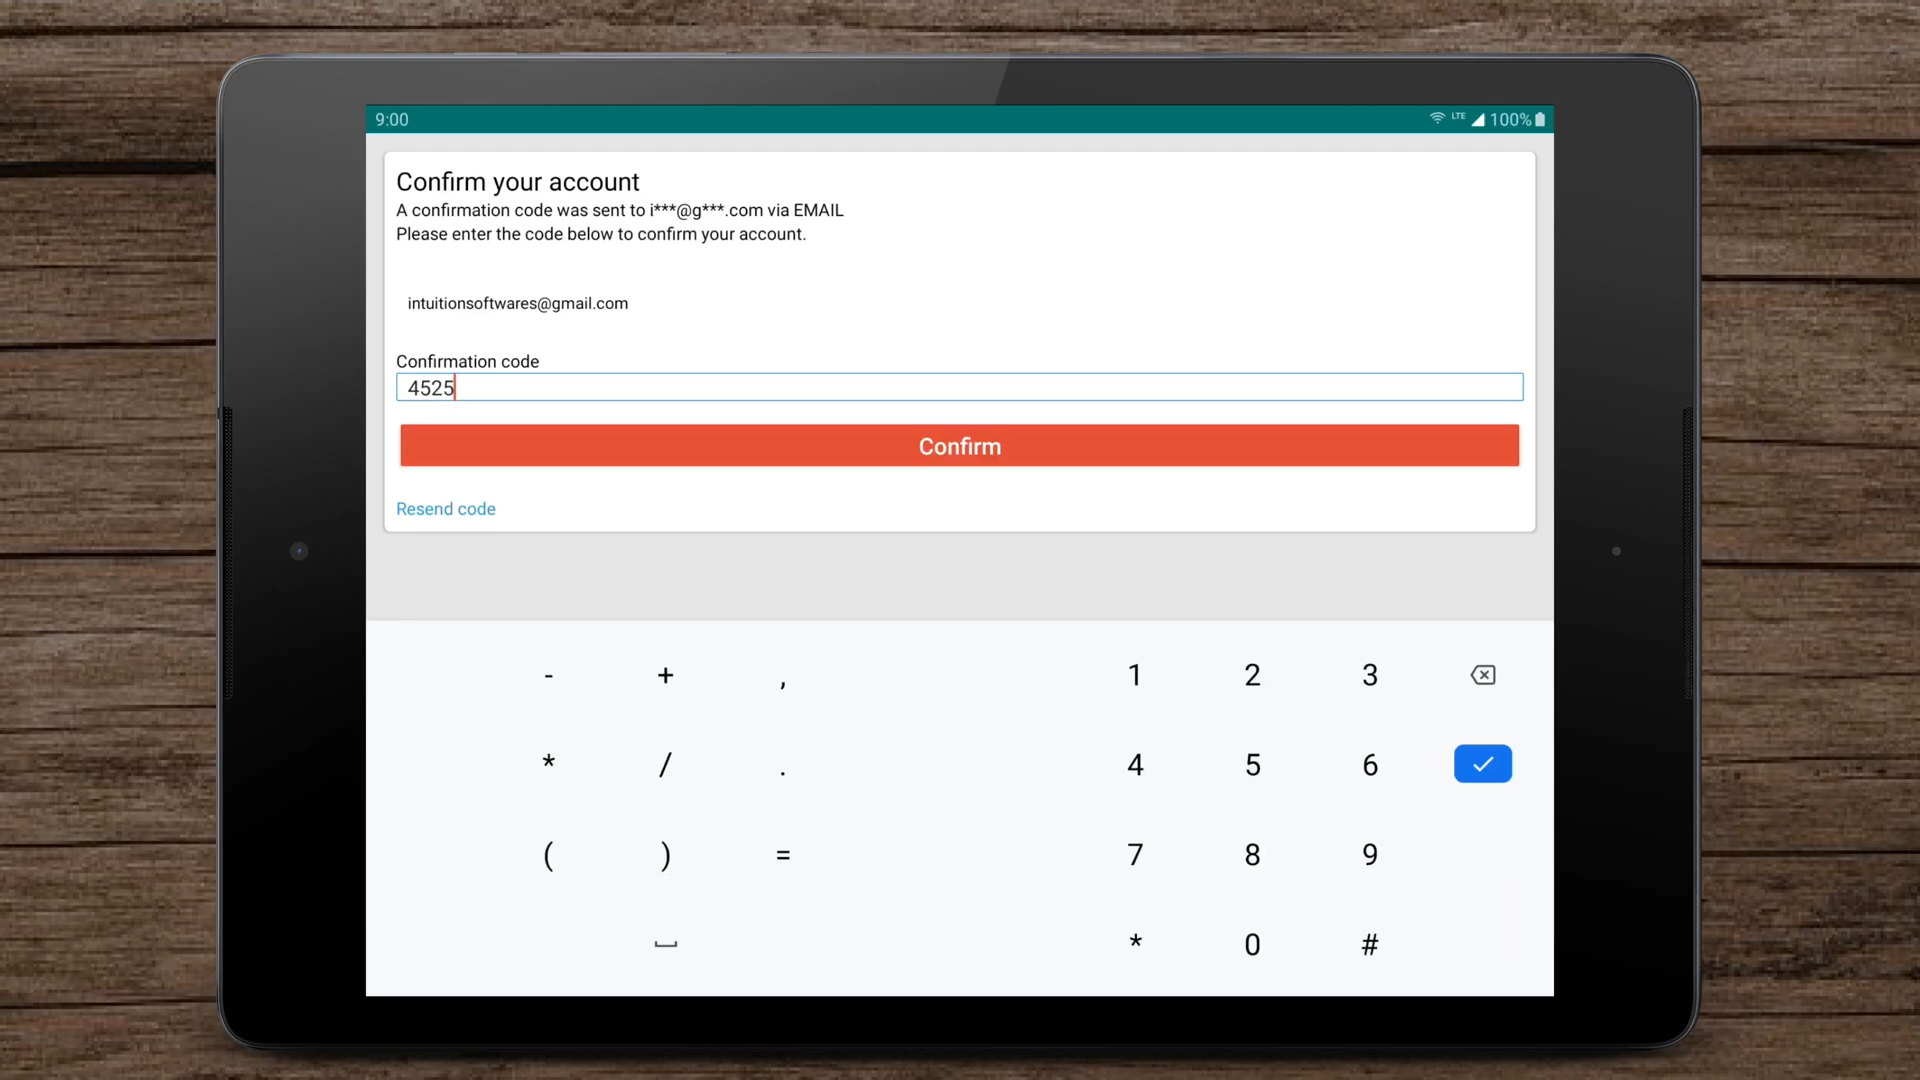 9:00
LTE 100%
Confirm your account
A confirmation code was sent to i***@g***.com via EMAIL
Please enter the code below to confirm your account.
intuitionsoftwares@gmail.com
Confirmation code
4525
Confirm
Resend code
- + , 1 2 3
* / . 4 5 6
( ) = 7 8 9
* 0 #